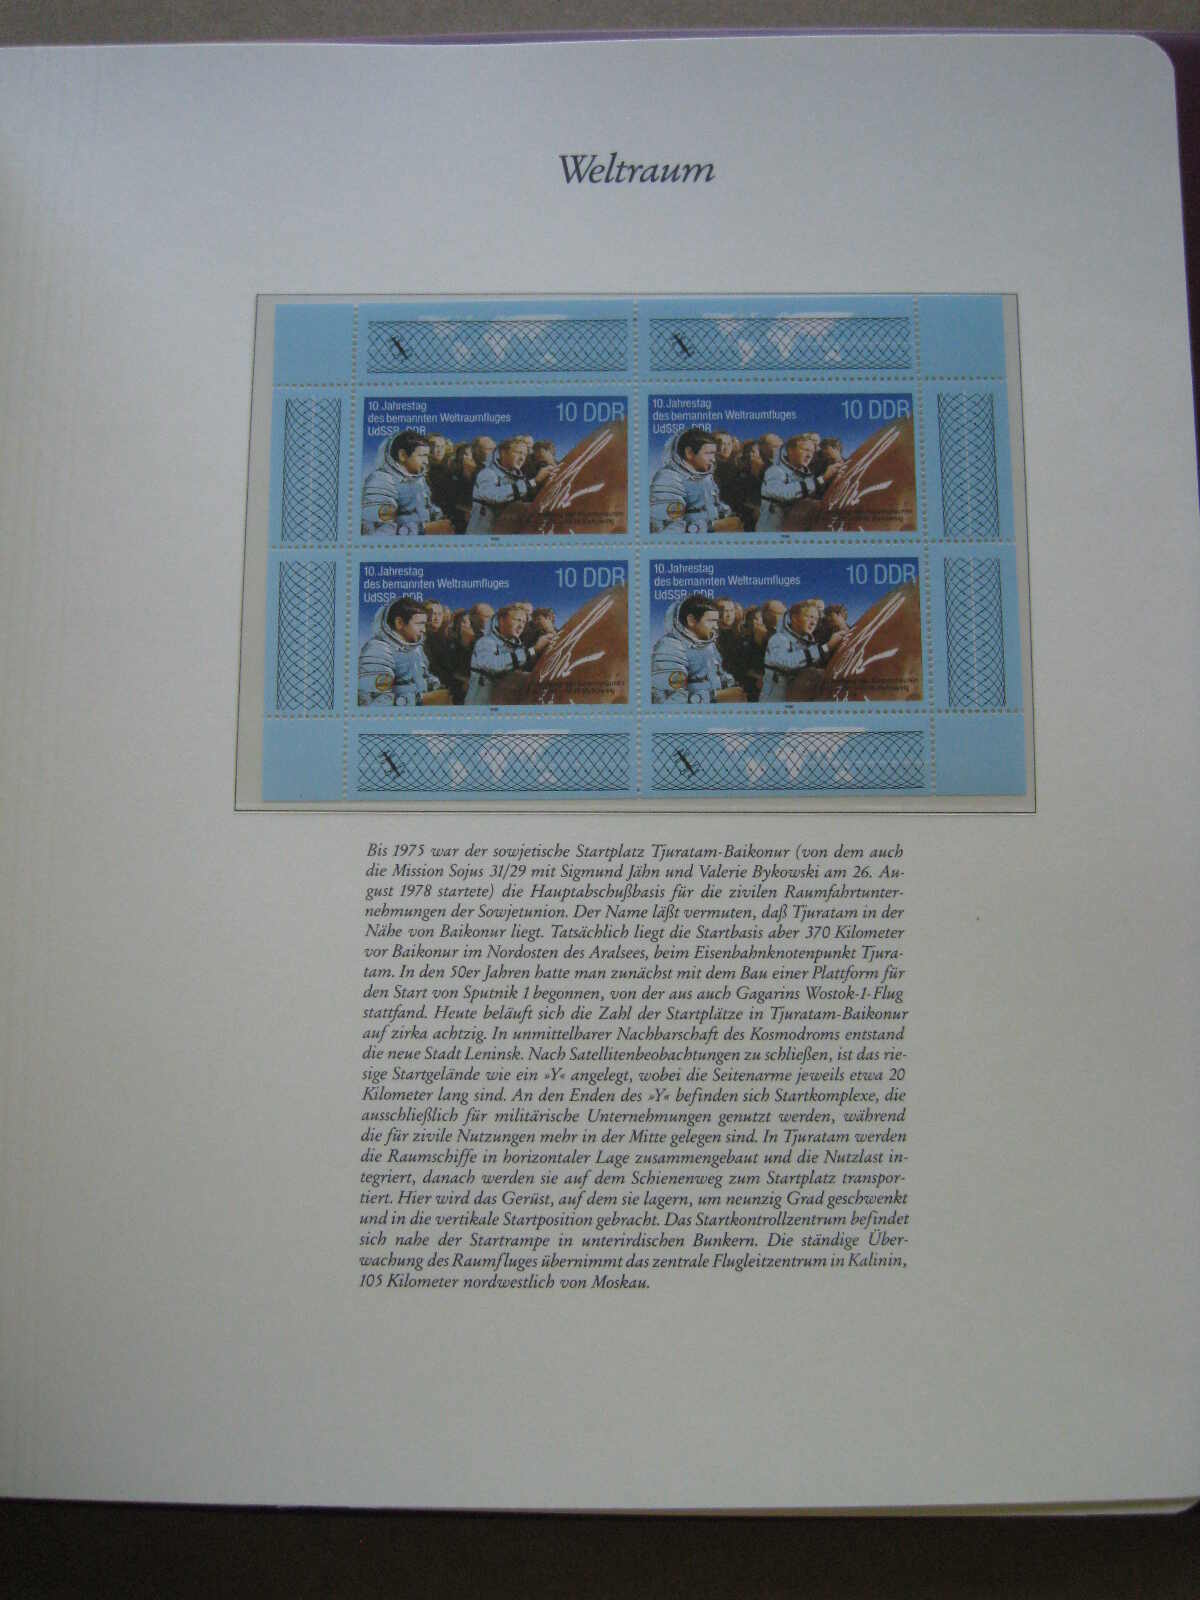 Weltraum
10. Jahrestag
des bemannten Weltraumfluges
UdSSR-DDR
10 DDR
10. Jahrestag
des bemannten Weltraumfluges
UdSSR-DDR
10 DDR
10. Jahrestag
des bemannten Weltraumfluges
UdSSR-DDR
10 DDR
10. Jahrestag
des bemannten Weltraumfluges
UdSSR-DDR
10 DDR
Bis 1975 war der sowjetische Startplatz Tjuratam-Baikonur (von dem auch
die Mission Sojus 31/29 mit Sigmund Jähn und Valerie Bykowski am 26. Au-
gust 1978 startete) die Hauptabschußbasis für die zivilen Raumfahrtunter-
nehmungen der Sowjetunion. Der Name läßt vermuten, daß Tjuratam in der
Nähe von Baikonur liegt. Tatsächlich liegt die Startbasis aber 370 Kilometer
vor Baikonur im Nordosten des Aralsees, beim Eisenbahnknotenpunkt Tjura-
tam. In den 50er Jahren hatte man zunächst mit dem Bau einer Plattform für
den Start von Sputnik 1 begonnen, von der aus auch Gagarins Wostok-1-Flug
stattfand. Heute beläuft sich die Zahl der Startplätze in Tjuratam-Baikonur
auf zirka achtzig. In unmittelbarer Nachbarschaft des Kosmodroms entstand
die neue Stadt Leninsk. Nach Satellitenbeobachtungen zu schließen, ist das rie-
sige Startgelände wie ein »Y« angelegt, wobei die Seitenarme jeweils etwa 20
Kilometer lang sind. An den Enden des »Y« befinden sich Startkomplexe, die
ausschließlich für militärische Unternehmungen genutzt werden, während
die für zivile Nutzungen mehr in der Mitte gelegen sind. In Tjuratam werden
die Raumschiffe in horizontaler Lage zusammengebaut und die Nutzlast in-
tegriert, danach werden sie auf dem Schienenweg zum Startplatz transpor-
tiert. Hier wird das Gerüst, auf dem sie lagern, um neunzig Grad geschwenkt
und in die vertikale Startposition gebracht. Das Startkontrollzentrum befindet
sich nahe der Startrampe in unterirdischen Bunkern. Die ständige Über-
wachung des Raumfluges übernimmt das zentrale Flugleitzentrum in Kalinin,
105 Kilometer nordwestlich von Moskau.